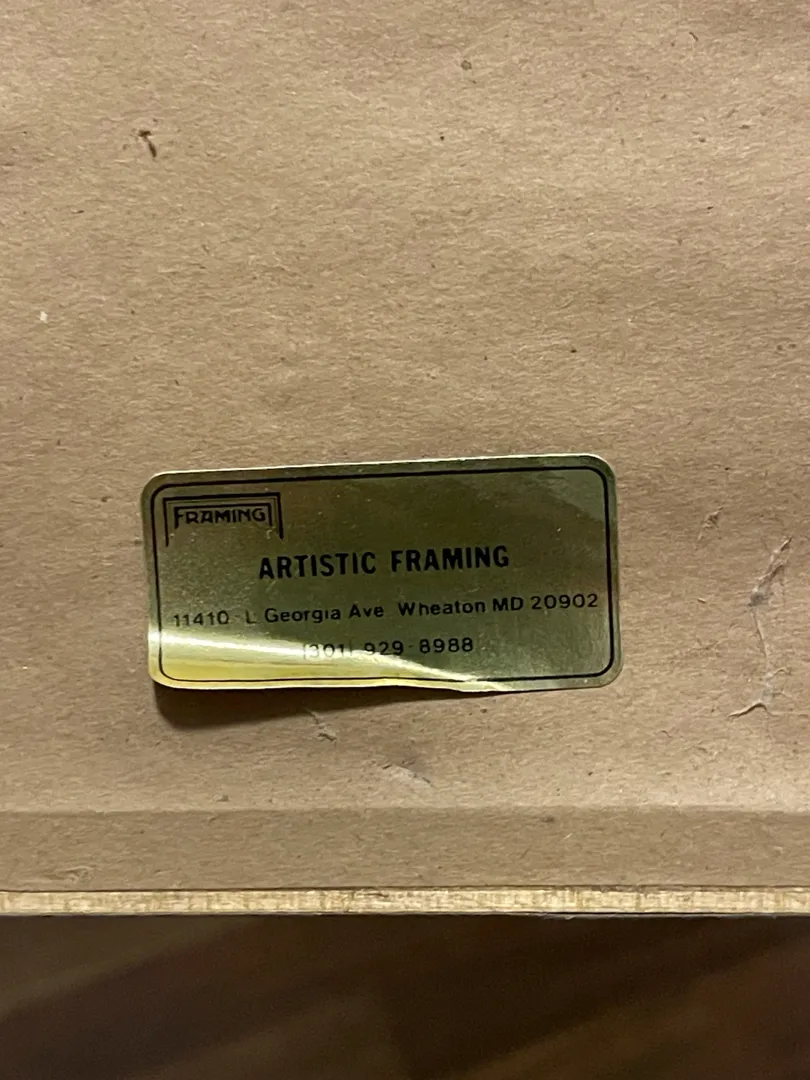 FRAMING
ARTISTIC FRAMING
11410-L Georgia Ave Wheaton MD 20902
(301) 929-8988